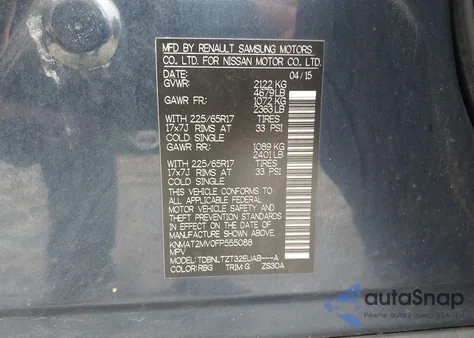 MFD BY RENAULT SAMSUNG MOTORS
CO. LTD. FOR NISSAN MOTOR CO. LTD.
DATE: 04/15
GVWR: 2122 KG
4679 LB
GAWR FR: 1072 KG
2363 LB
WITH 225/65R17 TIRES
17x7J RIMS AT 33 PSI
COLD SINGLE
GAWR RR: 1089 KG
2401 LB
WITH 225/65R17 TIRES
17x7J RIMS AT 33 PSI
COLD SINGLE
THIS VEHICLE CONFORMS TO
ALL APPLICABLE FEDERAL
MOTOR VEHICLE SAFETY AND
THEFT PREVENTION STANDARDS
IN EFFECT ON THE DATE OF
MANUFACTURE SHOWN ABOVE.
KNMAT2MV0FP555088
MPV
MODEL: TDBNLTZT32EUAB----A
COLOR: RBG TRIM: G ZS30A
autoSnap